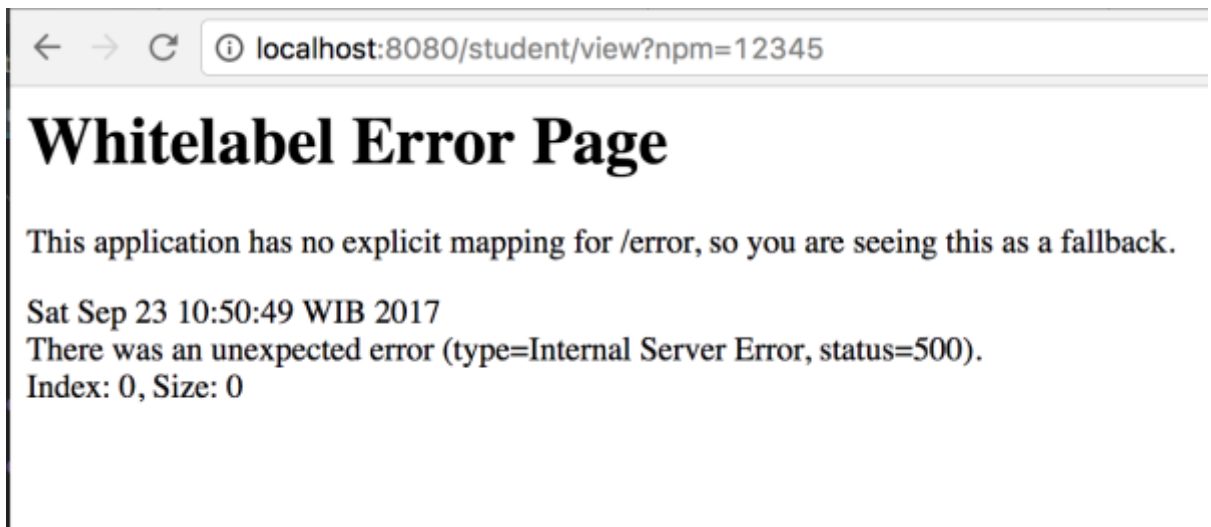 localhost:8080/student/view?npm=12345
Whitelabel Error Page
This application has no explicit mapping for /error, so you are seeing this as a fallback.
Sat Sep 23 10:50:49 WIB 2017
There was an unexpected error (type=Internal Server Error, status=500).
Index: 0, Size: 0